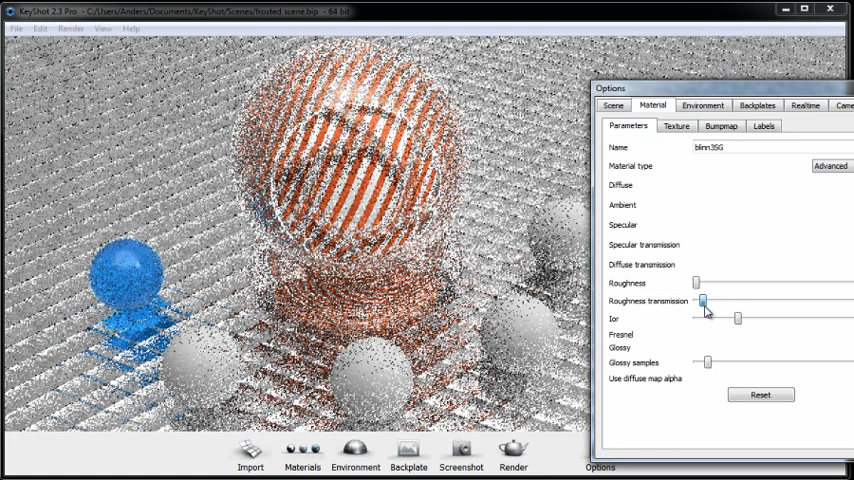 KeyShot 2.3 Pro - C:/Users/Anders/Documents/KeyShot/Scenes/frosted scene.bip - 64 bit
File Edit Render View Help
Options
Scene Material Environment Backplates Realtime Came
Parameters Texture Bumpmap Labels
Name blinn3SG
Material type Advanced
Diffuse
Ambient
Specular
Specular transmission
Diffuse transmission
Roughness
Roughness transmission
Ior
Fresnel
Glossy
Glossy samples
Use diffuse map alpha
Reset
Import Materials Environment Backplate Screenshot Render Options